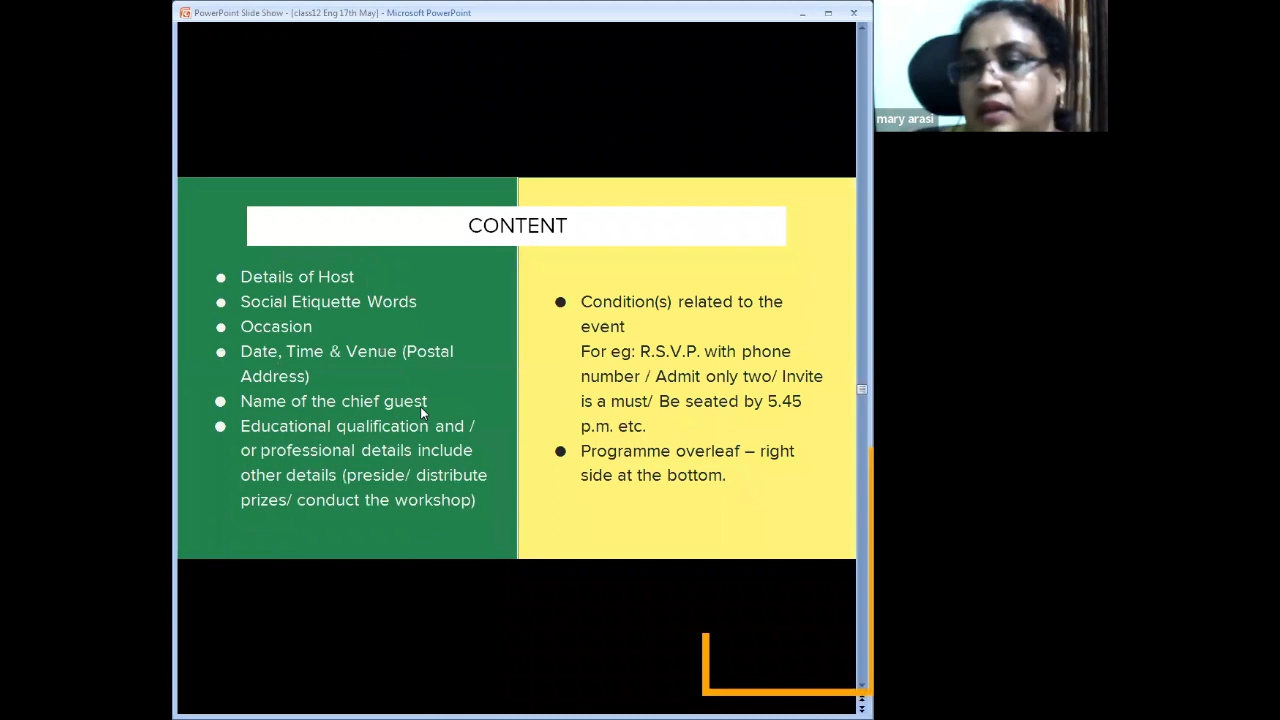 PowerPoint Slide Show - [class12 Eng 17th May] - Microsoft PowerPoint
mary arasi
CONTENT
● Details of Host
● Social Etiquette Words
● Occasion
● Date, Time & Venue (Postal
Address)
● Name of the chief guest
● Educational qualification and /
or professional details include
other details (preside/ distribute
prizes/ conduct the workshop)
● Condition(s) related to the
event
For eg: R.S.V.P. with phone
number / Admit only two/ Invite
is a must/ Be seated by 5.45
p.m. etc.
● Programme overleaf – right
side at the bottom.